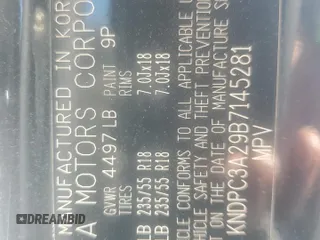 MANUFACTURED IN KOR
A MOTORS CORPO
GVWR PAINT 9P
4497LB
TIRES RIMS
LB 235/55 R18 7.0JX18
LB 235/55 R18 7.0JX18
ICLE CONFORMS TO ALL APPLICABLE
VEHICLE SAFETY AND THEFT PREVENTION
T ON THE DATE OF MANUFACTURE S
KNDPC3A29B7145281
MPV
DREAMBID